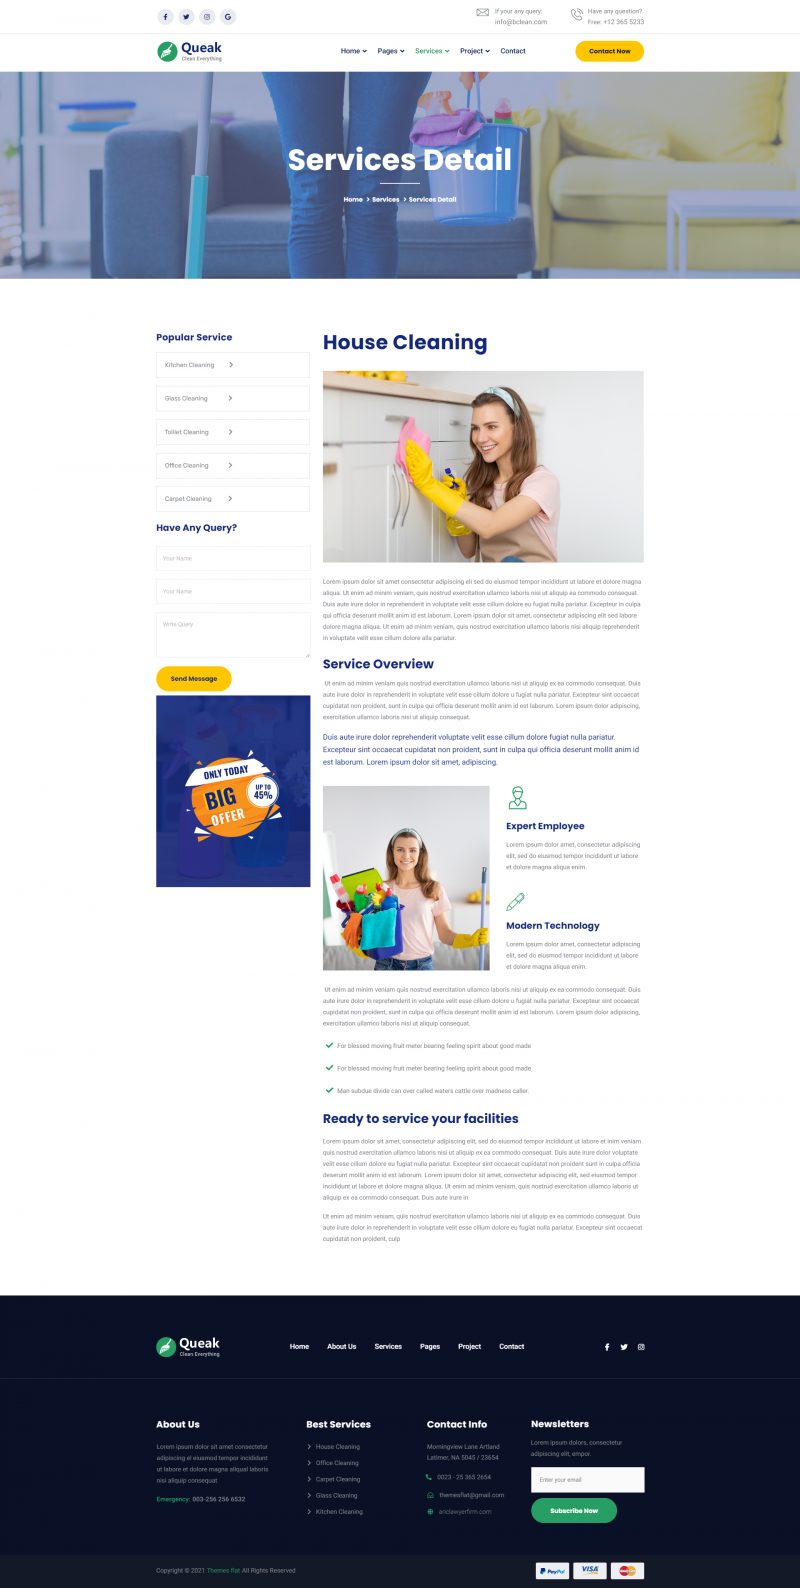 If your any query:
info@bclean.com
Have any question?
Free: +12 365 5233
Queak
Clean Everything
Home Pages Services Project Contact
Contact Now
Services Detail
Home Services Services Detail
Popular Service
Kitchen Cleaning
Glass Cleaning
Toillet Cleaning
Office Cleaning
Carpet Cleaning
Have Any Query?
Your Name
Your Name
Write Query
Send Message
ONLY TODAY
BIG
OFFER
UP TO
45%
House Cleaning
Lorem ipsum dolor sit amet consectetur adipiscing eli sed do eiusmod tempor incididunt ut labore et dolore magna
aliqua. Ut enim ad minim veniam, quis nostrud exercitation ullamco laboris nisi ut aliquip ex ea commodo consequat.
Duis aute irure dolor in reprehenderit in voluptate velit esse cillum dolore eu fugiat nulla pariatur. Excepteur in culpa
qui officia deserunt mollit anim id est laborum. Lorem ipsum dolor sit amet, consectetur adipiscing elit, sed labore
dolore magna aliqua. Ut enim ad minim veniam, quis nostrud exercitation ullamco laboris nisi aliquip reprehenderit
in voluptate velit esse cillum dolore alla pariatur.
Service Overview
Ut enim ad minim veniam quis nostrud exercitation ullamco laboris nisi ut aliquip ex ea commodo consequat. Duis
aute irure dolor in reprehenderit in voluptate velit esse cillum dolore eu fugiat nulla pariatur. Excepteur sint occaecat
cupidatat non proident, sunt in culpa qui officia deserunt mollit anim id est laborum. Lorem ipsum dolor sit amet,
exercitation ullamco laboris nisi ut aliquip consequat.
Duis aute irure dolor reprehenderit voluptate velit esse cillum dolore fugiat nulla pariatur.
Excepteur sint occaecat cupidatat non proident, sunt in culpa qui officia deserunt mollit anim id
est laborum. Lorem ipsum dolor sit amet, adipiscing.
Expert Employee
Lorem ipsum dolor amet, consectetur adipiscing
elit, sed do eiusmod tempor incididunt ut labore
et dolore magna aliqua enim.
Modern Technology
Lorem ipsum dolor amet, consectetur adipiscing
elit, sed do eiusmod tempor incididunt ut labore
et dolore magna aliqua enim.
Ut enim ad minim veniam quis nostrud exercitation ullamco laboris nisi ut aliquip ex ea commodo consequat. Duis
aute irure dolor in reprehenderit in voluptate velit esse cillum dolore eu fugiat nulla pariatur. Excepteur sint occaecat
cupidatat non proident, sunt in culpa qui officia deserunt mollit anim id est laborum. Lorem ipsum dolor sit amet,
exercitation ullamco laboris nisi ut aliquip consequat.
For blessed moving fruit meter bearing feeling spirit about good made
For blessed moving fruit meter bearing feeling spirit about good made
Man subdue divide can over called waters cattle over madness caller.
Ready to service your facilities
Lorem ipsum dolor sit amet, consectetur adipiscing elit, sed do eiusmod tempor incididunt ut labore et inim veniam
quis nostrud exercitation ullamco laboris nisi ut aliquip ex ea commodo consequat. Duis aute irure dolor voluptate
velit esse cillum fugiat nulla pariatur. Excepteur sint occaecat cupidatat non proident sunt in culpa officia
deserunt mollit anim id est laborum. Lorem ipsum dolor sit amet, consectetur adipiscing elit, sed eiusmod tempor
incididunt ut labore et dolore magna aliqua. Ut enim ad minim veniam, quis nostrud exercitation ullamco laboris ut
aliquip ex ea commodo consequat. Duis aute irure in
Ut enim ad minim veniam, quis nostrud exercitation ullamco laboris nisi ut aliquip ex ea commodo consequat. Duis
aute irure dolor in reprehenderit in voluptate velit esse cillum dolore eu fugiat nulla pariatur. Excepteur sint occaecat
cupidatat non proident, culp
Queak
Clean Everything
Home About Us Services Pages Project Contact
About Us
Lorem ipsum dolor sit amet consectetur
adipiscing el idipisicing tempor incididunt
ut labore et dolore magna aliqual laboris
nisi aliquip consequat
Emergency: 003-256 256 6532
Best Services
House Cleaning
Office Cleaning
Carpet Cleaning
Glass Cleaning
Kitchen Cleaning
Contact Info
Morningview Lane Artland
Latimer, NA 5045 / 23654
0023 - 25 365 2654
themesflat@gmail.com
ariclawyerfirm.com
Newsletters
Lorem ipsum dolors, consectetur
adipiscing elit, empor.
Enter your email
Subscribe Now
Copyright © 2021 Themes flat All Rights Reserved
PayPal VISA